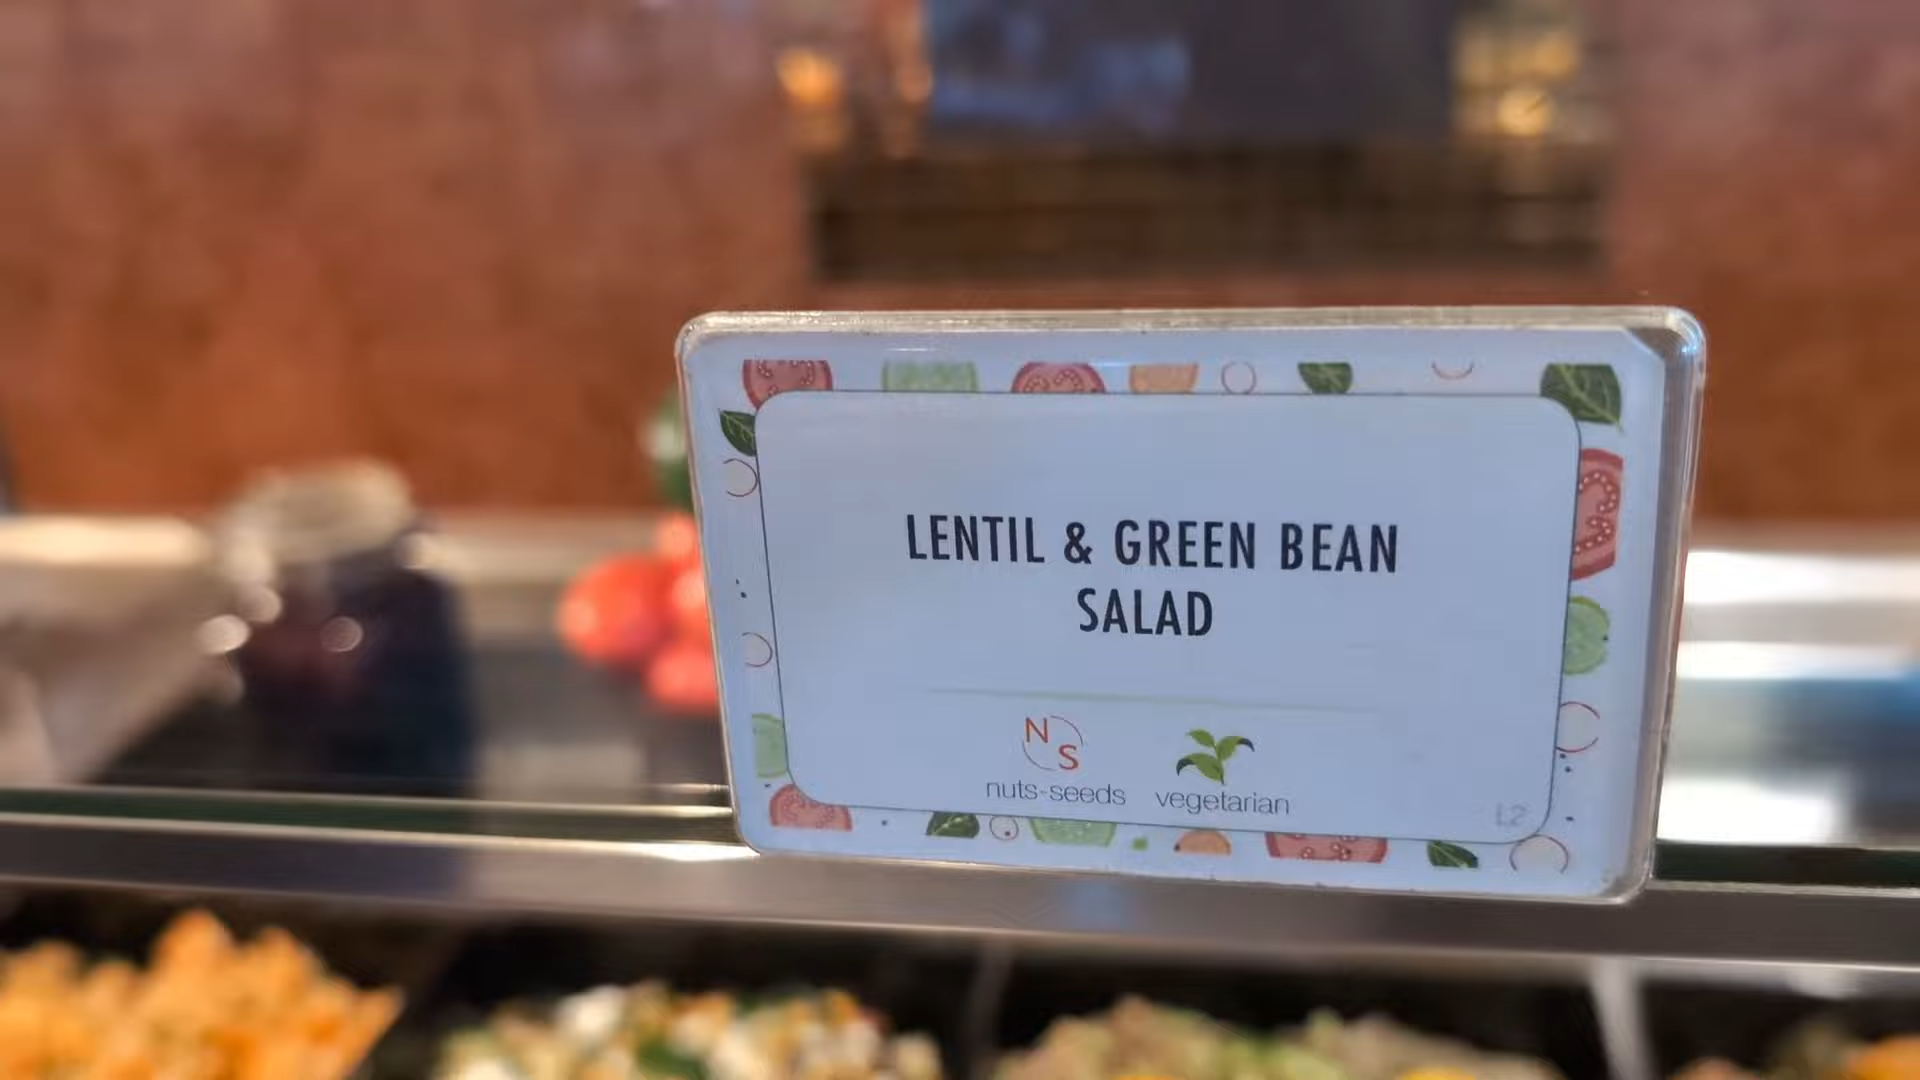 LENTIL & GREEN BEAN
SALAD
N
S
nuts-seeds vegetarian
L2